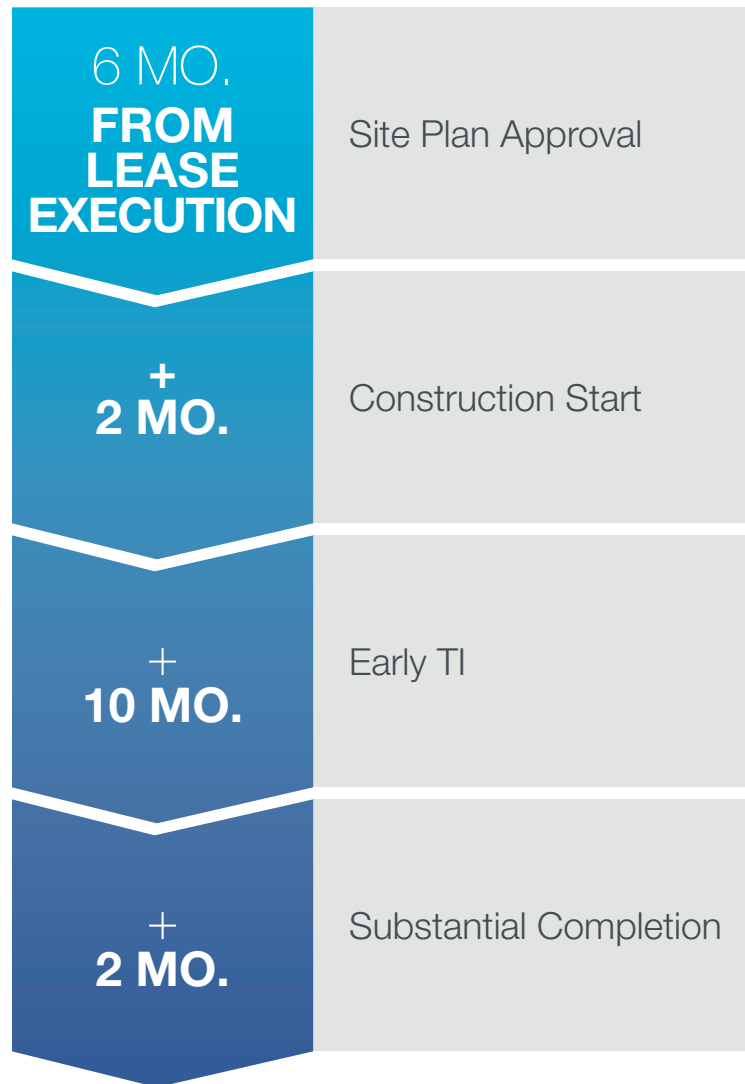 6 MO.
FROM
LEASE
EXECUTION
Site Plan Approval
+
2 MO.
Construction Start
+
10 MO.
Early TI
+
2 MO.
Substantial Completion